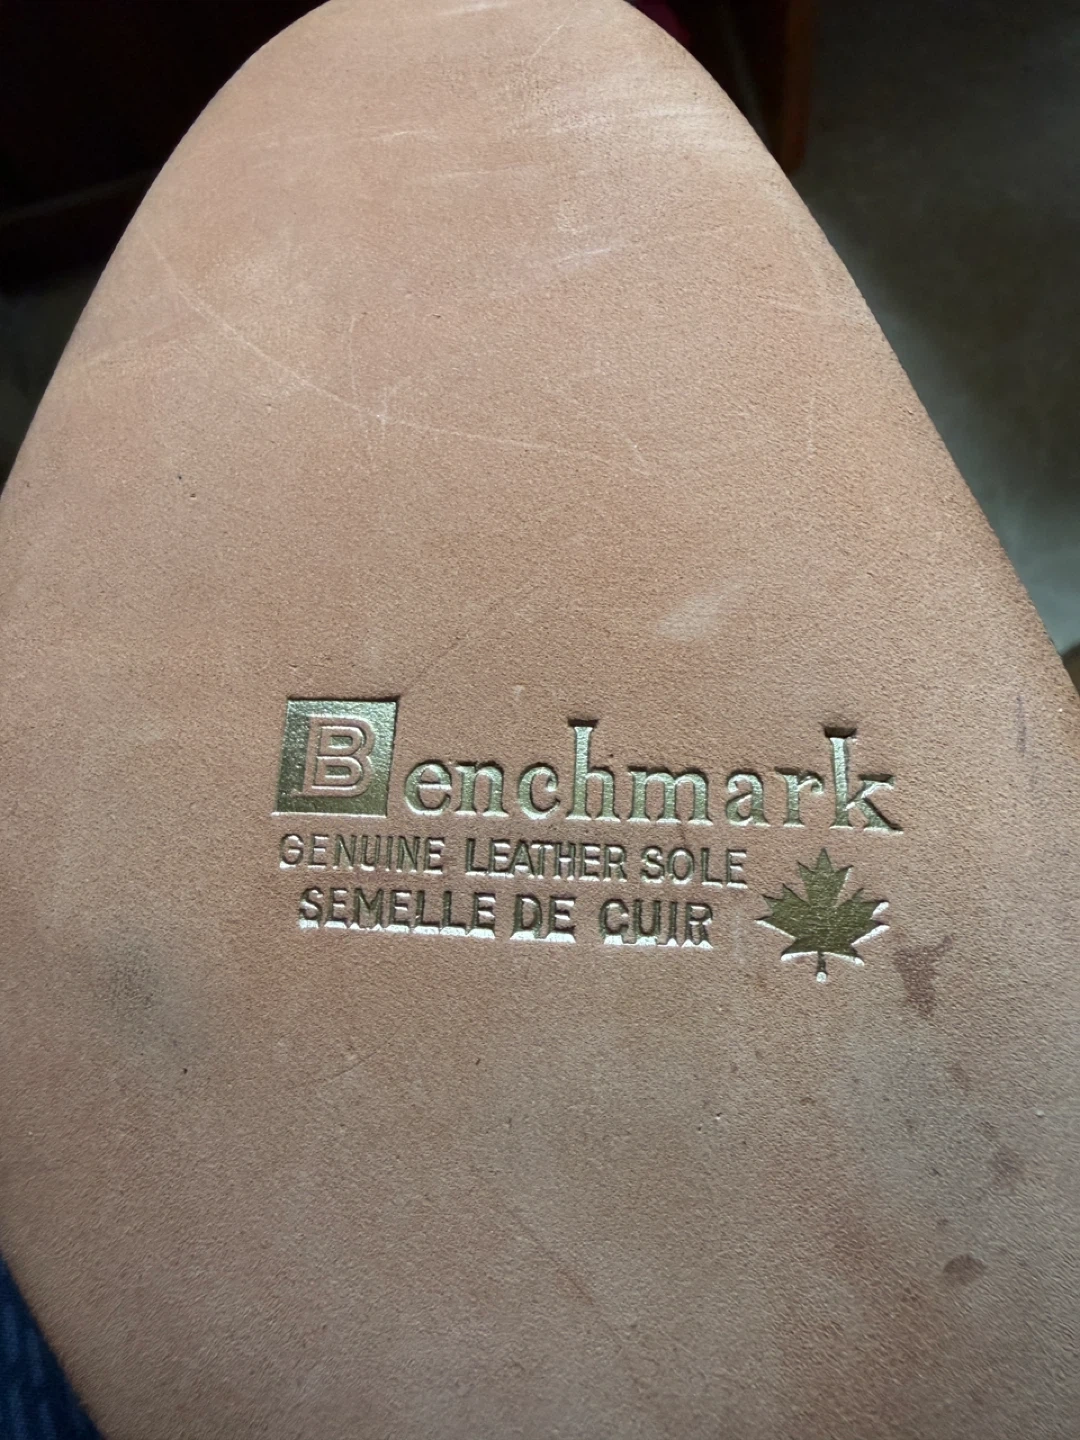 Benchmark
GENUINE LEATHER SOLE
SEMELLE DE CUIR